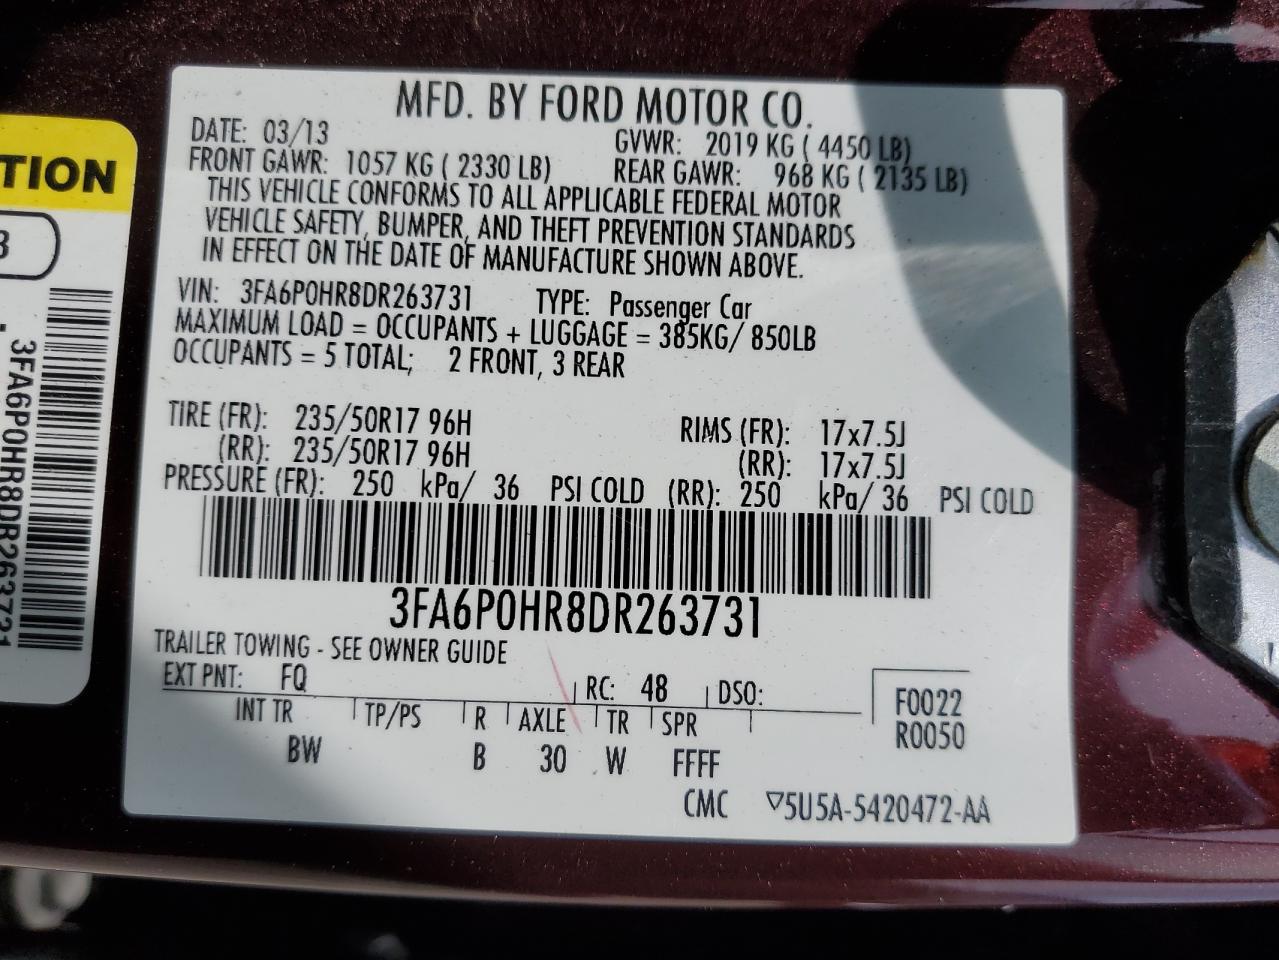 MFD. BY FORD MOTOR CO.
DATE: 03/13
GVWR: 2019 KG ( 4450 LB)
FRONT GAWR: 1057 KG ( 2330 LB)
REAR GAWR: 968 KG ( 2135 LB)
THIS VEHICLE CONFORMS TO ALL APPLICABLE FEDERAL MOTOR
VEHICLE SAFETY, BUMPER, AND THEFT PREVENTION STANDARDS
IN EFFECT ON THE DATE OF MANUFACTURE SHOWN ABOVE.
VIN: 3FA6P0HR8DR263731 TYPE: Passenger Car
MAXIMUM LOAD = OCCUPANTS + LUGGAGE = 385KG/ 850LB
OCCUPANTS = 5 TOTAL; 2 FRONT, 3 REAR
TIRE (FR): 235/50R17 96H RIMS (FR): 17x7.5J
(RR): 235/50R17 96H (RR): 17x7.5J
PRESSURE (FR): 250 kPa/ 36 PSI COLD (RR): 250 kPa/ 36 PSI COLD
3FA6P0HR8DR263731
TRAILER TOWING - SEE OWNER GUIDE
EXT PNT: FQ RC: 48 DSO:
INT TR TP/PS R AXLE TR SPR
BW B 30 W FFFF
F0022
R0050
CMC ▽5U5A-5420472-AA
TION
3FA6P0HR8DR263731